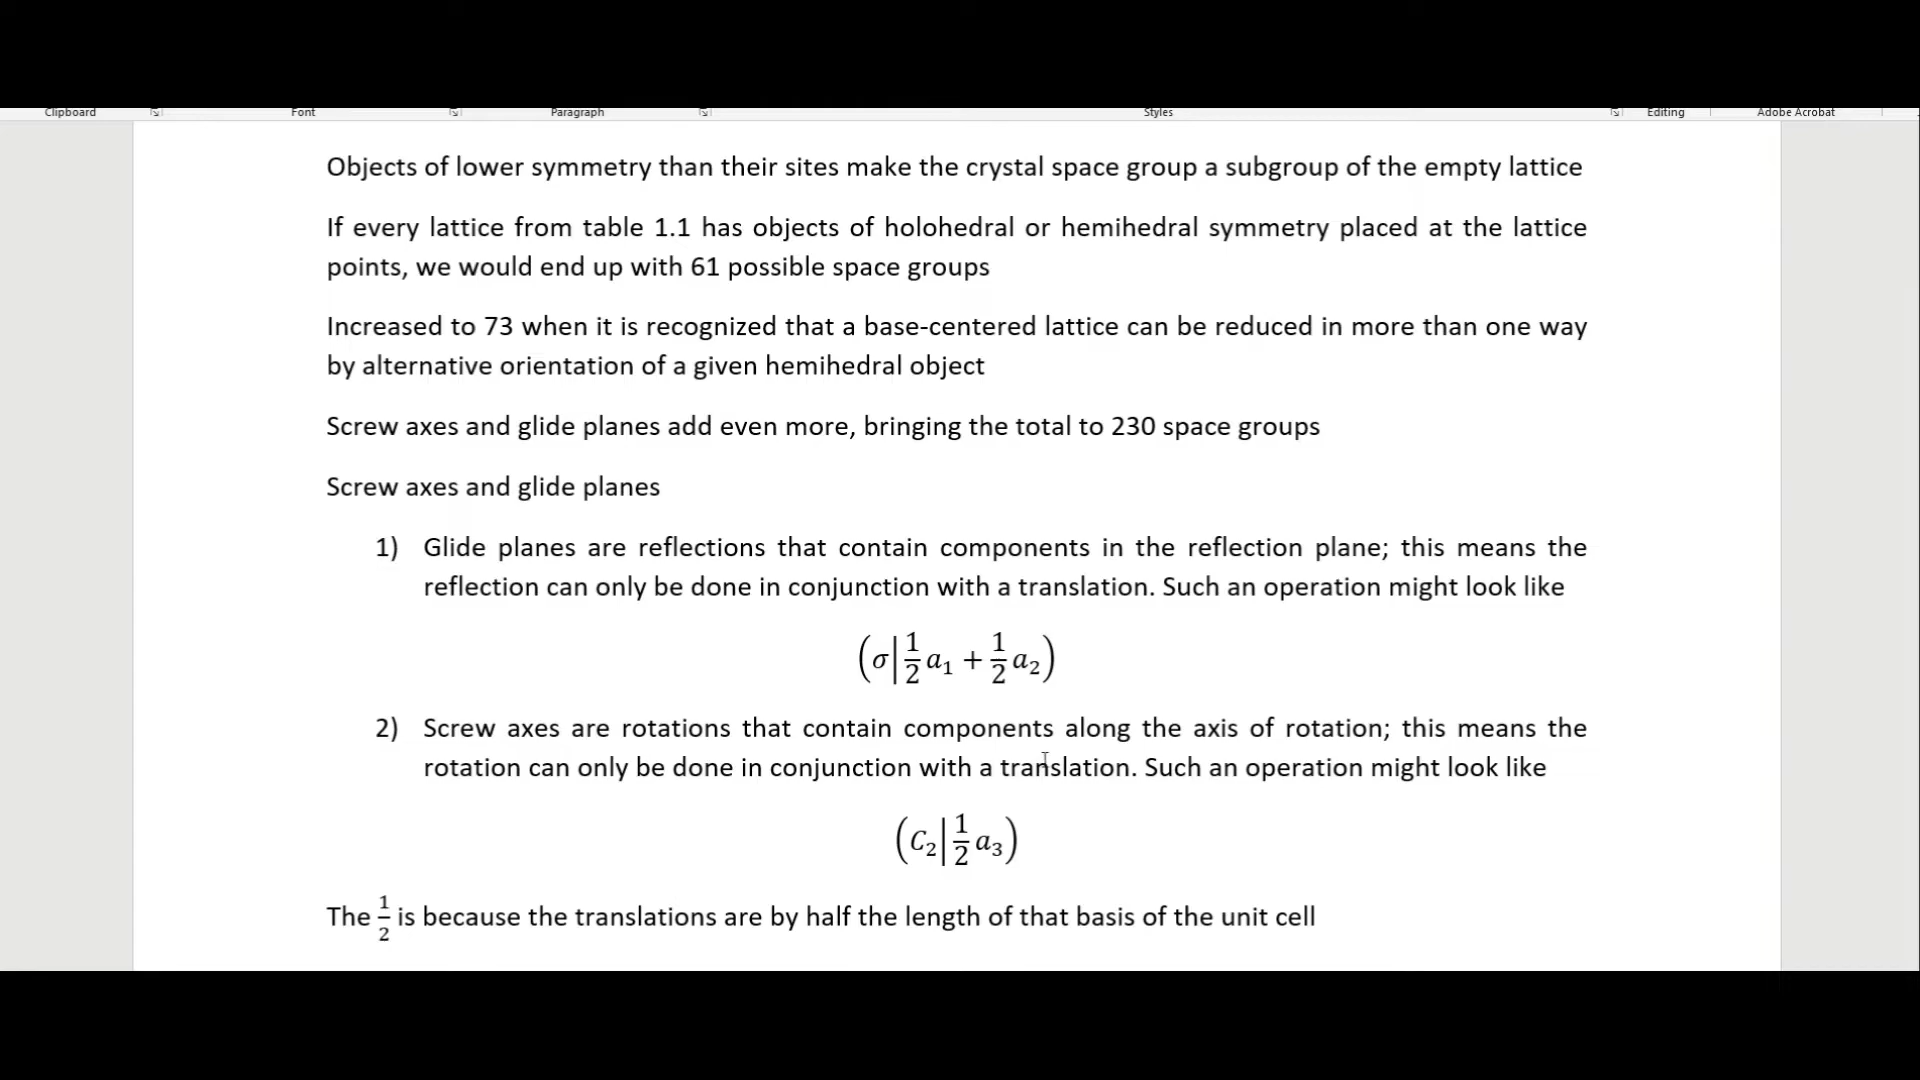 Clipboard Font Paragraph Styles Editing Adobe Acrobat
Objects of lower symmetry than their sites make the crystal space group a subgroup of the empty lattice
If every lattice from table 1.1 has objects of holohedral or hemihedral symmetry placed at the lattice
points, we would end up with 61 possible space groups
Increased to 73 when it is recognized that a base-centered lattice can be reduced in more than one way
by alternative orientation of a given hemihedral object
Screw axes and glide planes add even more, bringing the total to 230 space groups
Screw axes and glide planes
1) Glide planes are reflections that contain components in the reflection plane; this means the
reflection can only be done in conjunction with a translation. Such an operation might look like
(σ|½a₁ + ½a₂)
2) Screw axes are rotations that contain components along the axis of rotation; this means the
rotation can only be done in conjunction with a translation. Such an operation might look like
(C₂|½a₃)
The ½ is because the translations are by half the length of that basis of the unit cell